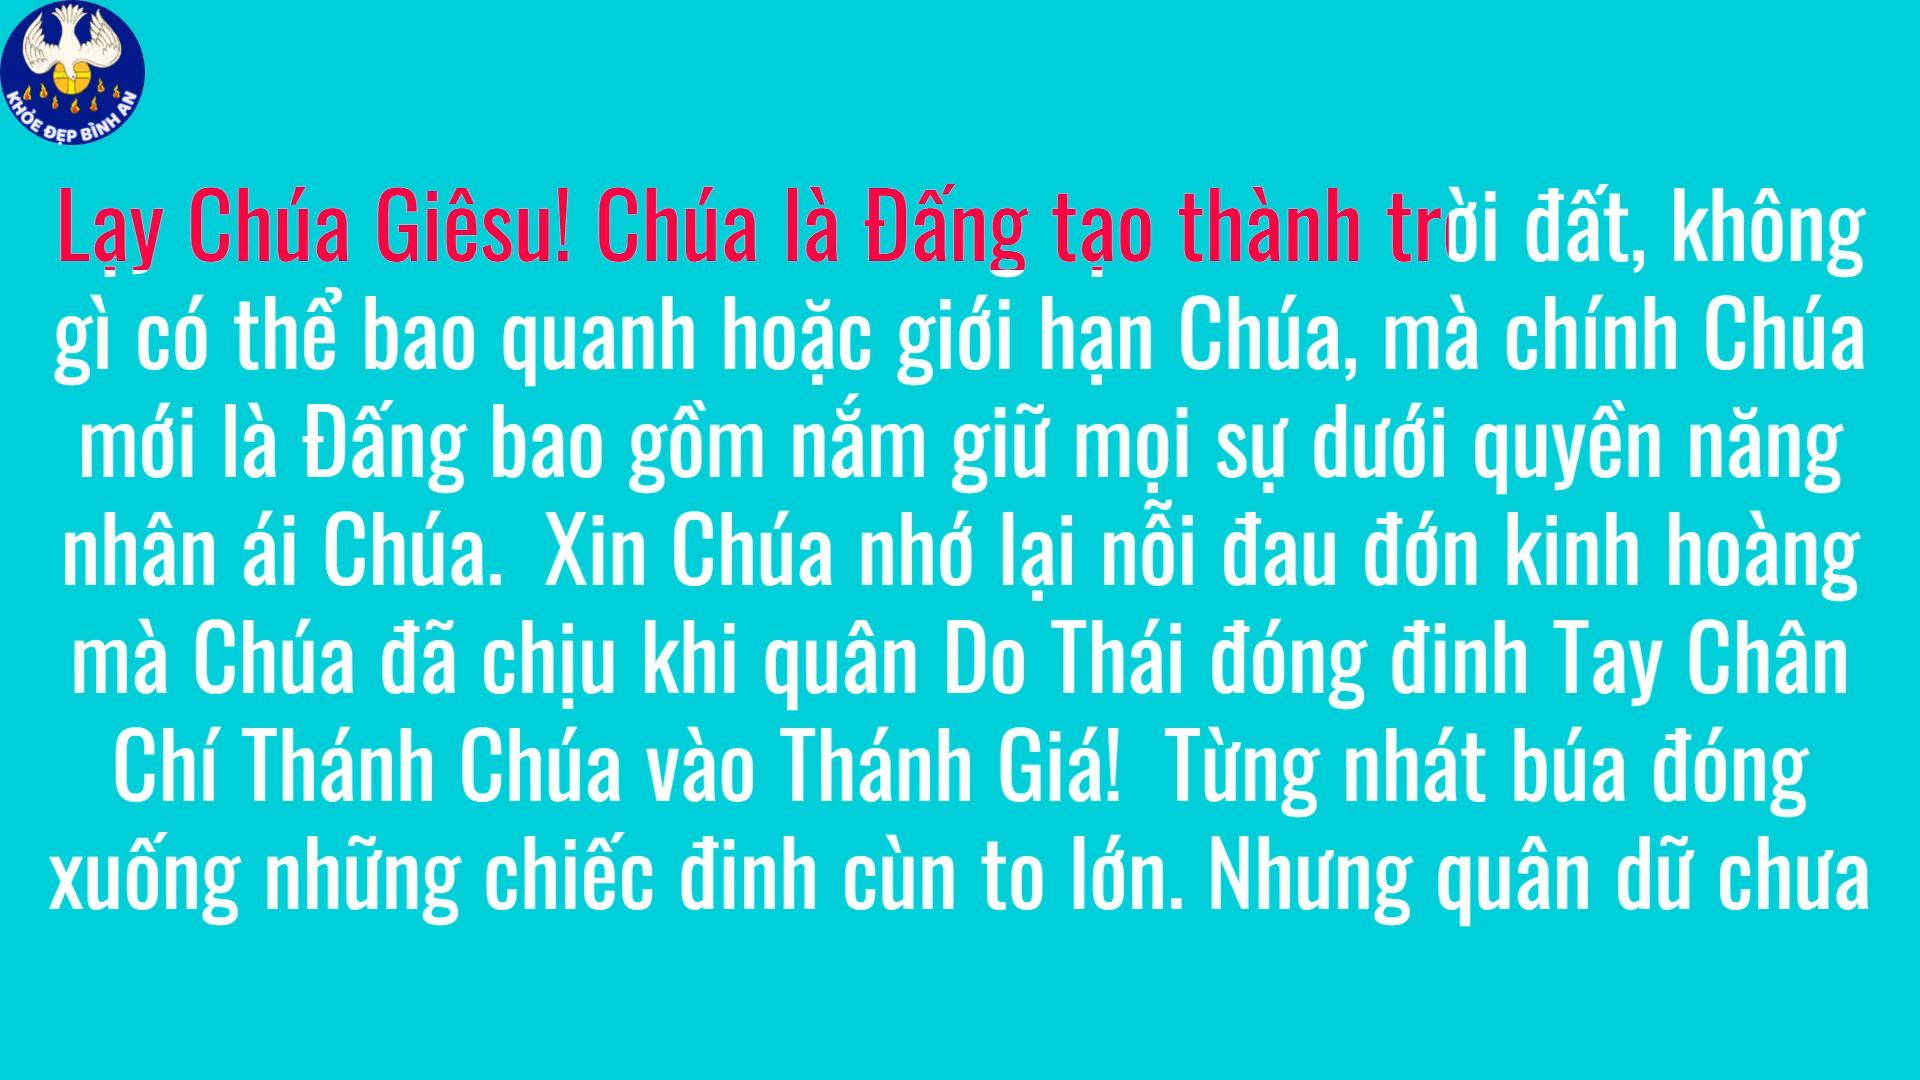 KHỎE ĐẸP BÌNH AN
Lạy Chúa Giêsu! Chúa là Đấng tạo thành trời đất, không
gì có thể bao quanh hoặc giới hạn Chúa, mà chính Chúa
mới là Đấng bao gồm nắm giữ mọi sự dưới quyền năng
nhân ái Chúa.  Xin Chúa nhớ lại nỗi đau đớn kinh hoàng
mà Chúa đã chịu khi quân Do Thái đóng đinh Tay Chân
Chí Thánh Chúa vào Thánh Giá!  Từng nhát búa đóng
xuống những chiếc đinh cùn to lớn. Nhưng quân dữ chưa